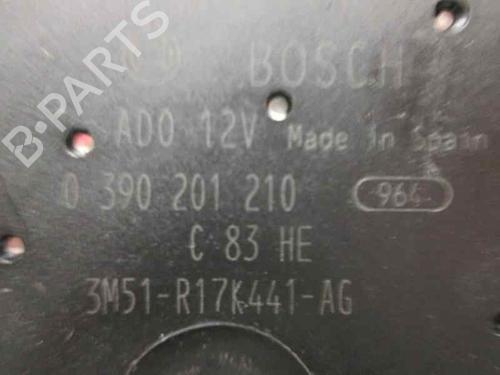 BOSCH
ADO 12V Made in Spain
0 390 201 210 964
C 83 HE
3M51-R17K441-AG
B-PARTS